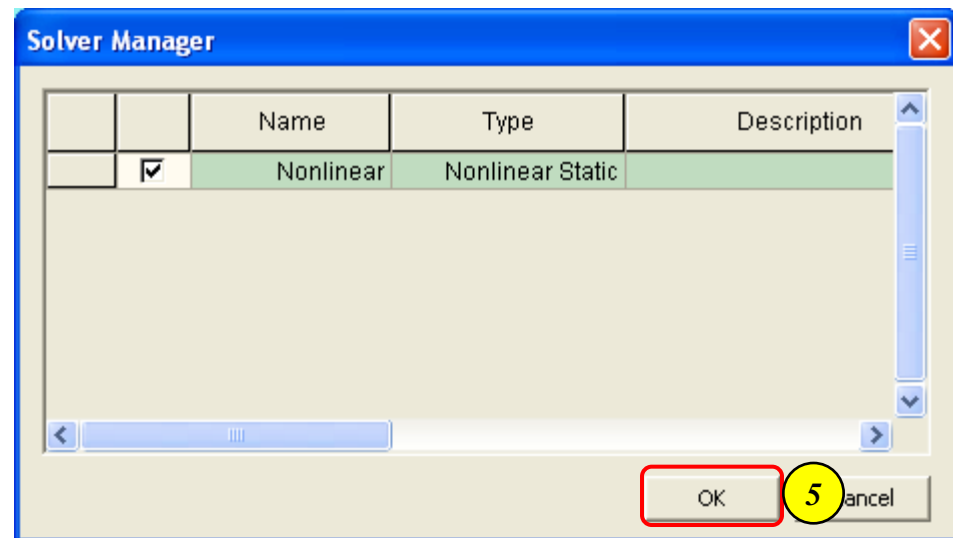 Solver Manager
Name Type Description
Nonlinear Nonlinear Static
OK 5 ancel